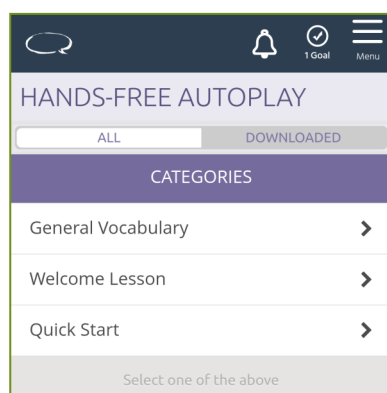 1 Goal
Menu
HANDS-FREE AUTOPLAY
ALL DOWNLOADED
CATEGORIES
General Vocabulary
Welcome Lesson
Quick Start
Select one of the above